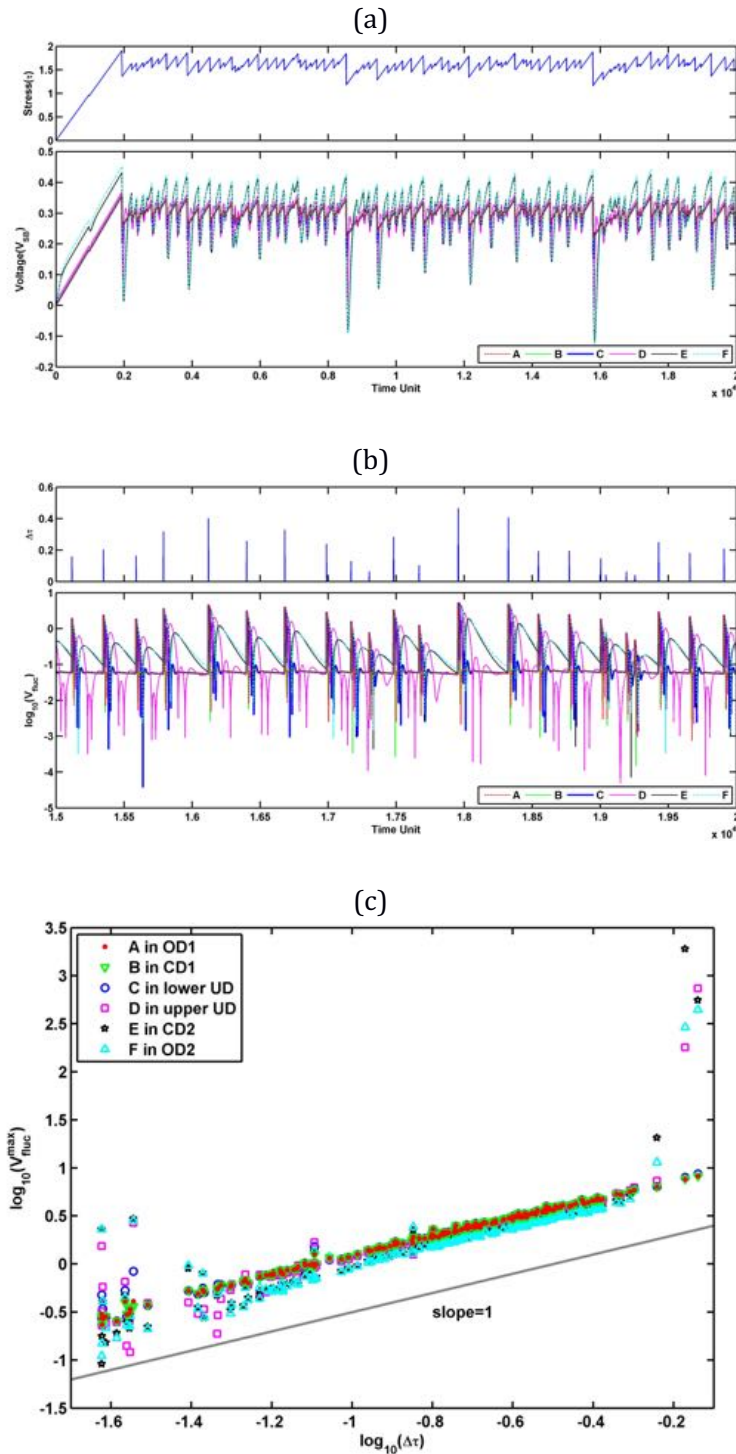 (a)
2
1.5
1
0.5
0
Stress(τ)
0.5
0.4
0.3
0.2
0.1
0
-0.1
-0.2
Voltage(V_SB)
A B C D E F
0 0.2 0.4 0.6 0.8 1 1.2 1.4 1.6 1.8 2
Time Unit
x 10⁴
(b)
0.6
0.4
0.2
0
Δτ
1
0
-1
-2
-3
-4
-5
log₁₀(V_fluc)
A B C D E F
1.5 1.55 1.6 1.65 1.7 1.75 1.8 1.85 1.9 1.95 2
Time Unit
x 10⁴
(c)
3.5
3
2.5
2
1.5
1
0.5
0
-0.5
-1
-1.5
log₁₀(V_fluc^max)
A in OD1
B in CD1
C in lower UD
D in upper UD
E in CD2
F in OD2
slope=1
-1.6 -1.4 -1.2 -1 -0.8 -0.6 -0.4 -0.2
log₁₀(Δτ)